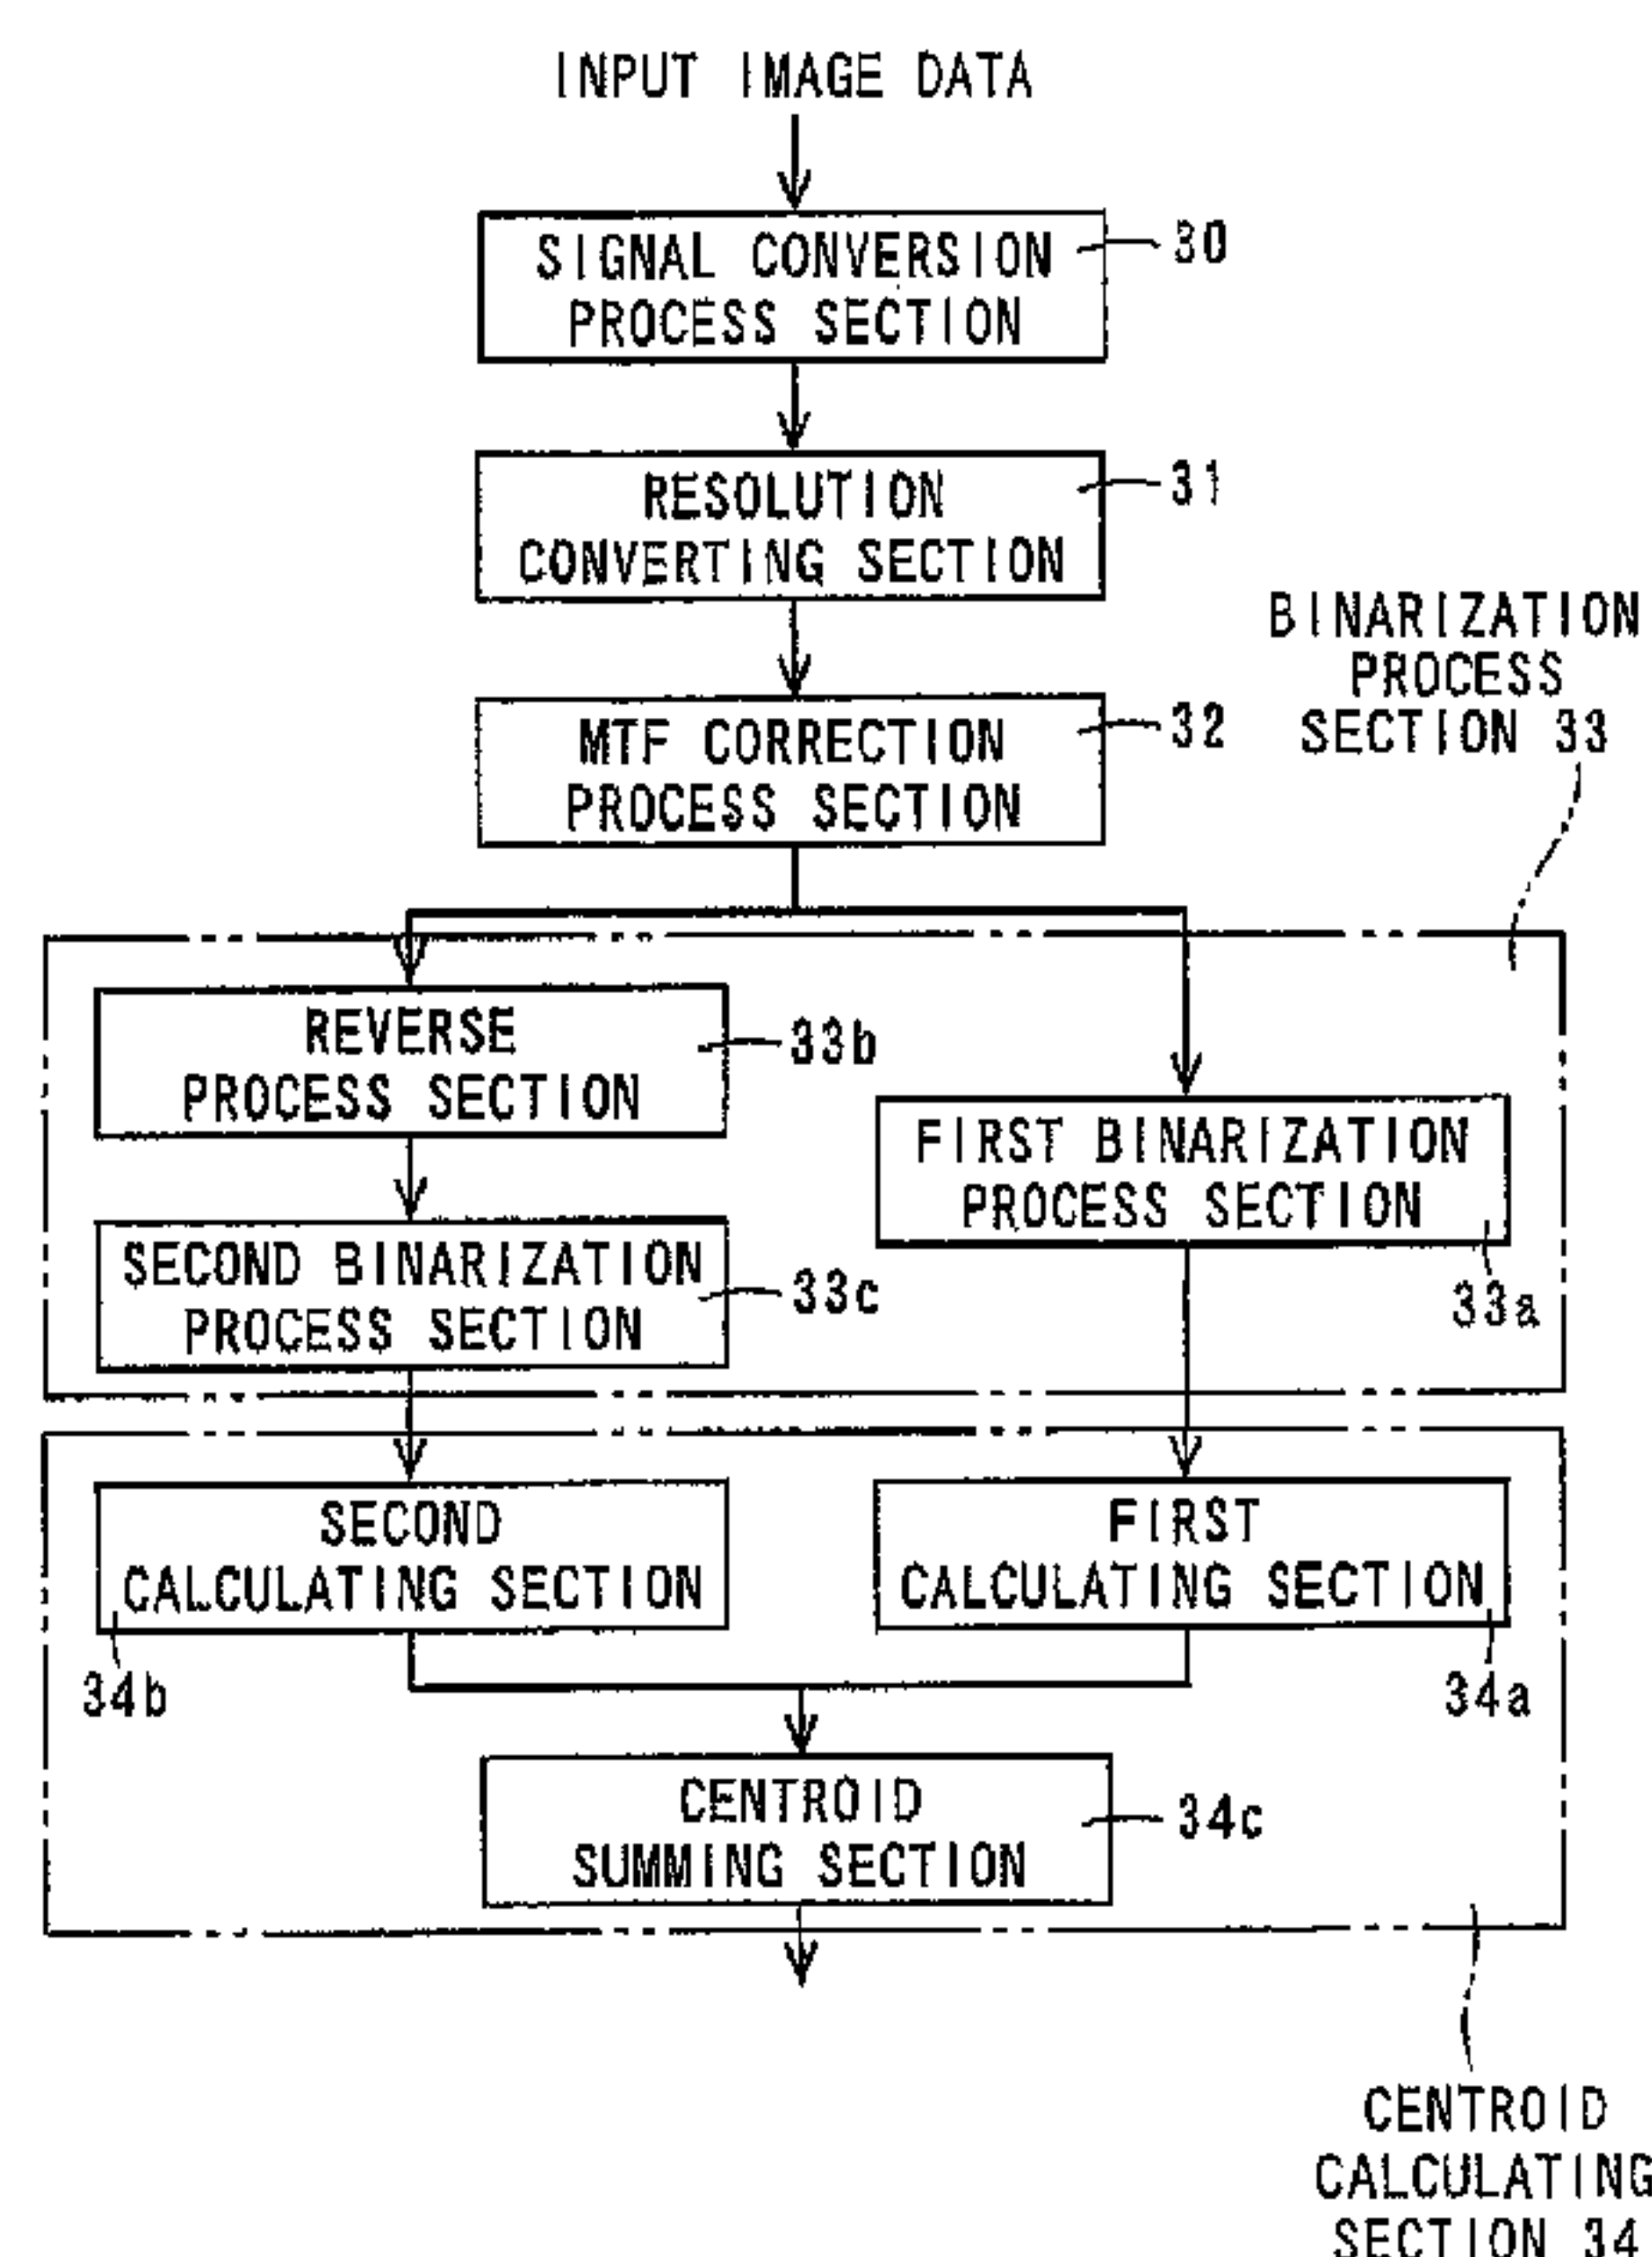 INPUT IMAGE DATA
SIGNAL CONVERSION
PROCESS SECTION
30
RESOLUTION
CONVERTING SECTION
31
BINARIZATION
PROCESS
SECTION 33
MTF CORRECTION
PROCESS SECTION
32
REVERSE
PROCESS SECTION
33b
FIRST BINARIZATION
PROCESS SECTION
33a
SECOND BINARIZATION
PROCESS SECTION
33c
SECOND
CALCULATING SECTION
34b
FIRST
CALCULATING SECTION
34a
CENTROID
SUMMING SECTION
34c
CENTROID
CALCULATING
SECTION 34